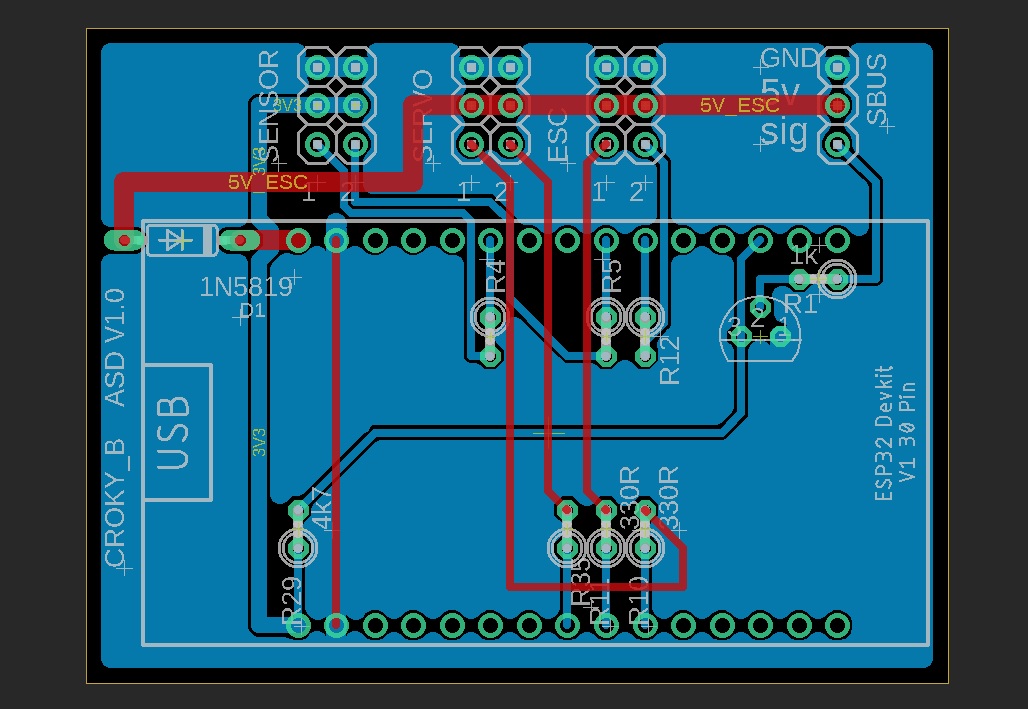 SENSOR
SERVO
ESC
GND
5v
sig
SBUS
3V3
3V3
5V_ESC
5V_ESC
1 2
1 2
1 2
R4
R5
1k
R1
1N5819
D1
3 2 1
R12
ASD V1.0
CROKY_B
USB
3V3
ESP32 Devkit
V1 30 Pin
4k7
330R
330R
R29
R35
R11
R10